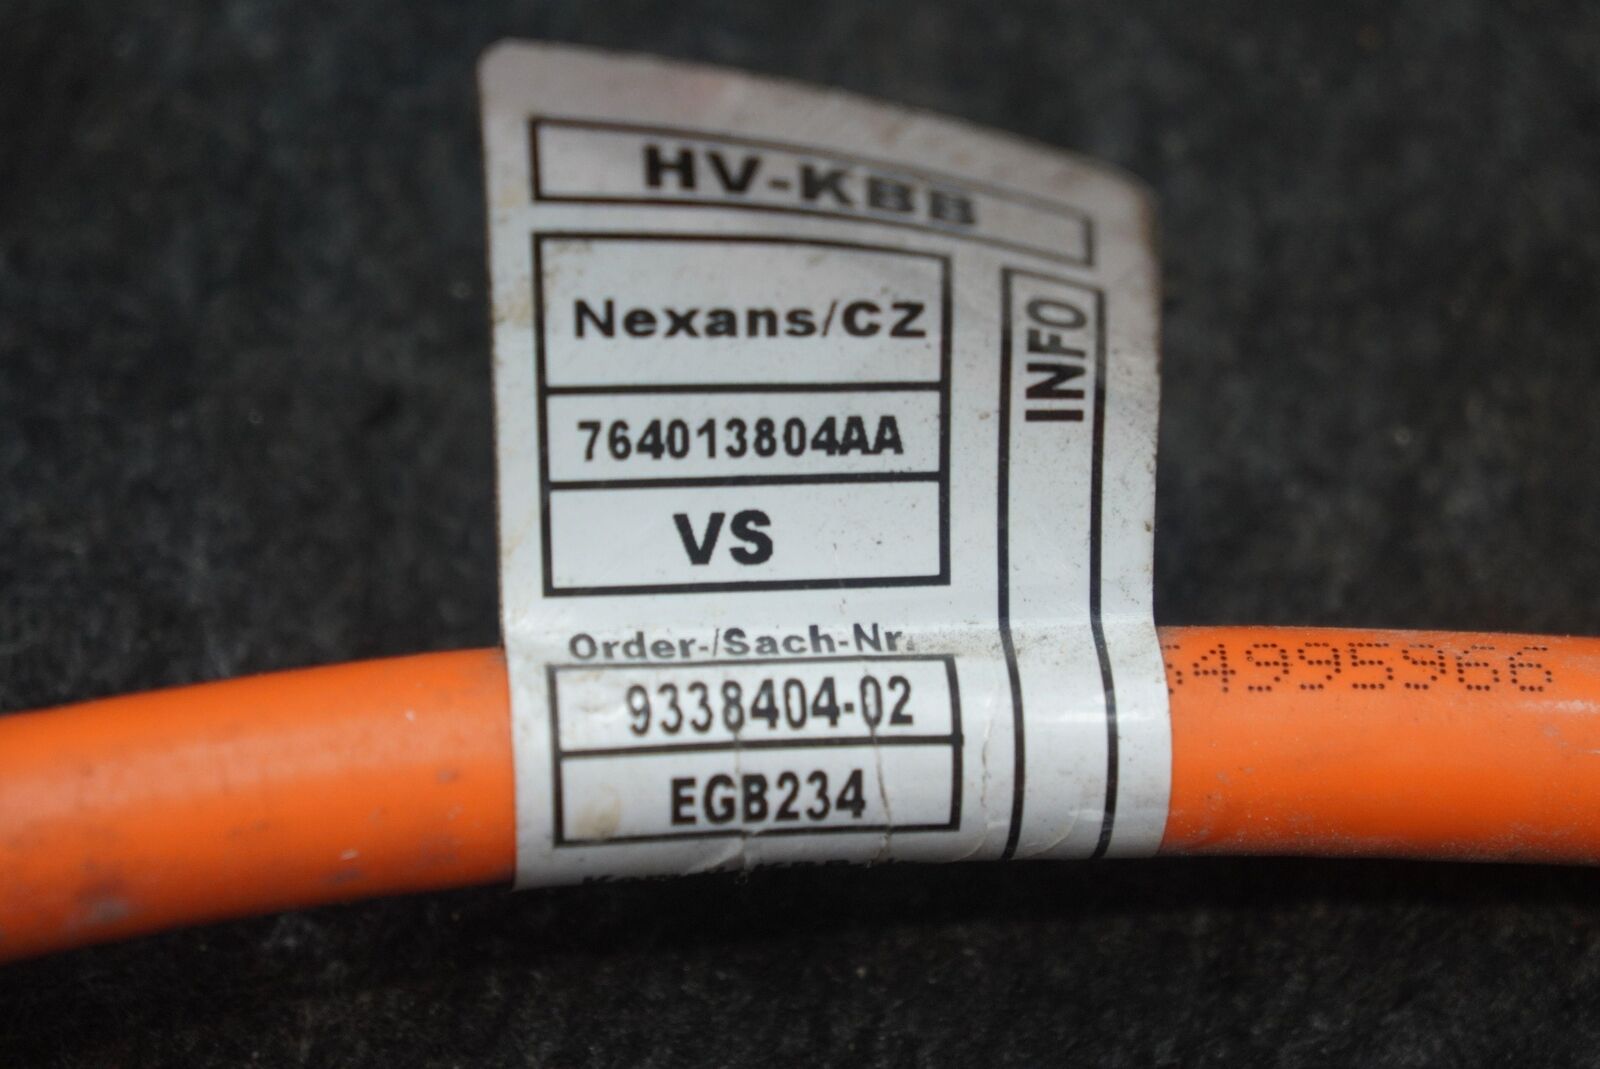 HV-KBB
Nexans/CZ
764013804AA
VS
INFO
Order-/Sach-Nr.
9338404-02
EGB234
4995966